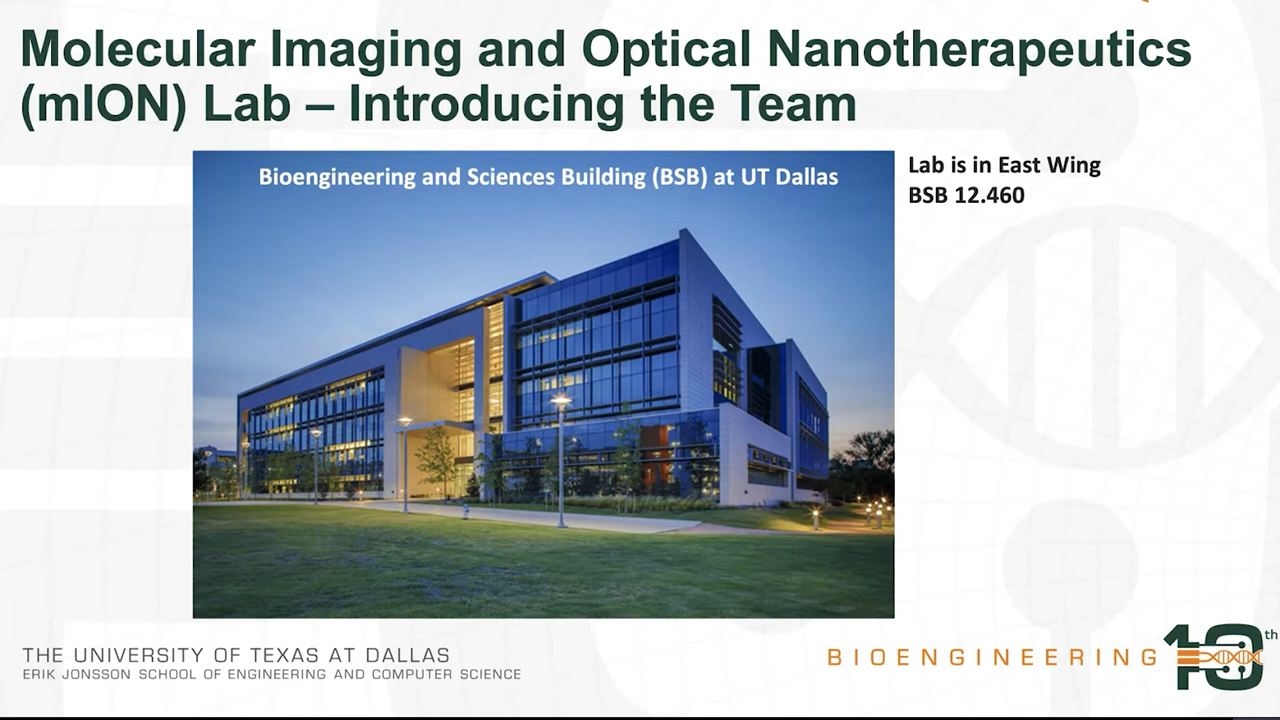 Molecular Imaging and Optical Nanotherapeutics
(mION) Lab – Introducing the Team
Bioengineering and Sciences Building (BSB) at UT Dallas
Lab is in East Wing
BSB 12.460
THE UNIVERSITY OF TEXAS AT DALLAS
ERIK JONSSON SCHOOL OF ENGINEERING AND COMPUTER SCIENCE
BIOENGINEERING 10th